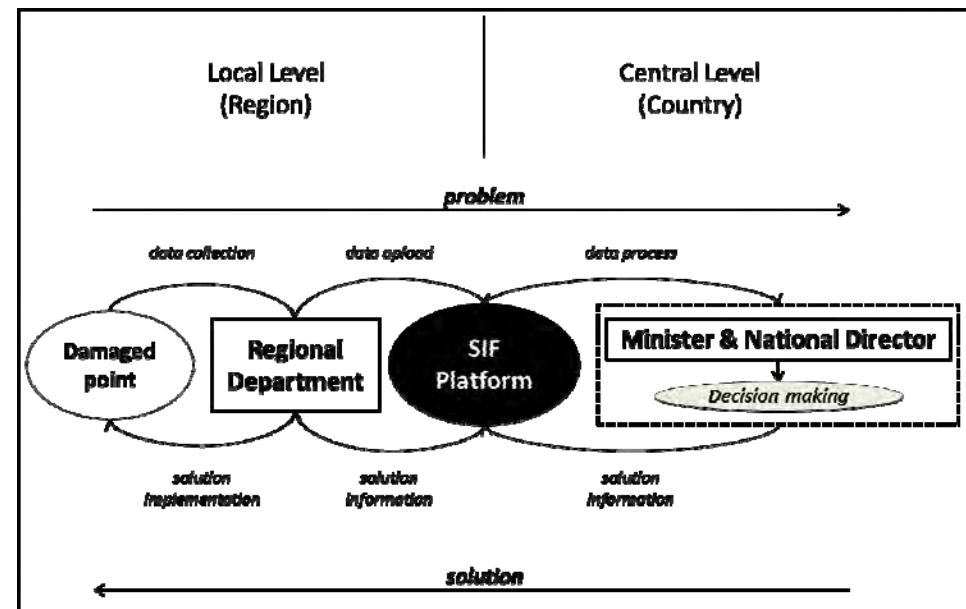 Local Level
(Region)
Central Level
(Country)
problem
data collection
data upload
data process
Damaged
point
Regional
Department
SIF
Platform
Minister & National Director
Decision making
solution
implementation
solution
information
solution
information
solution